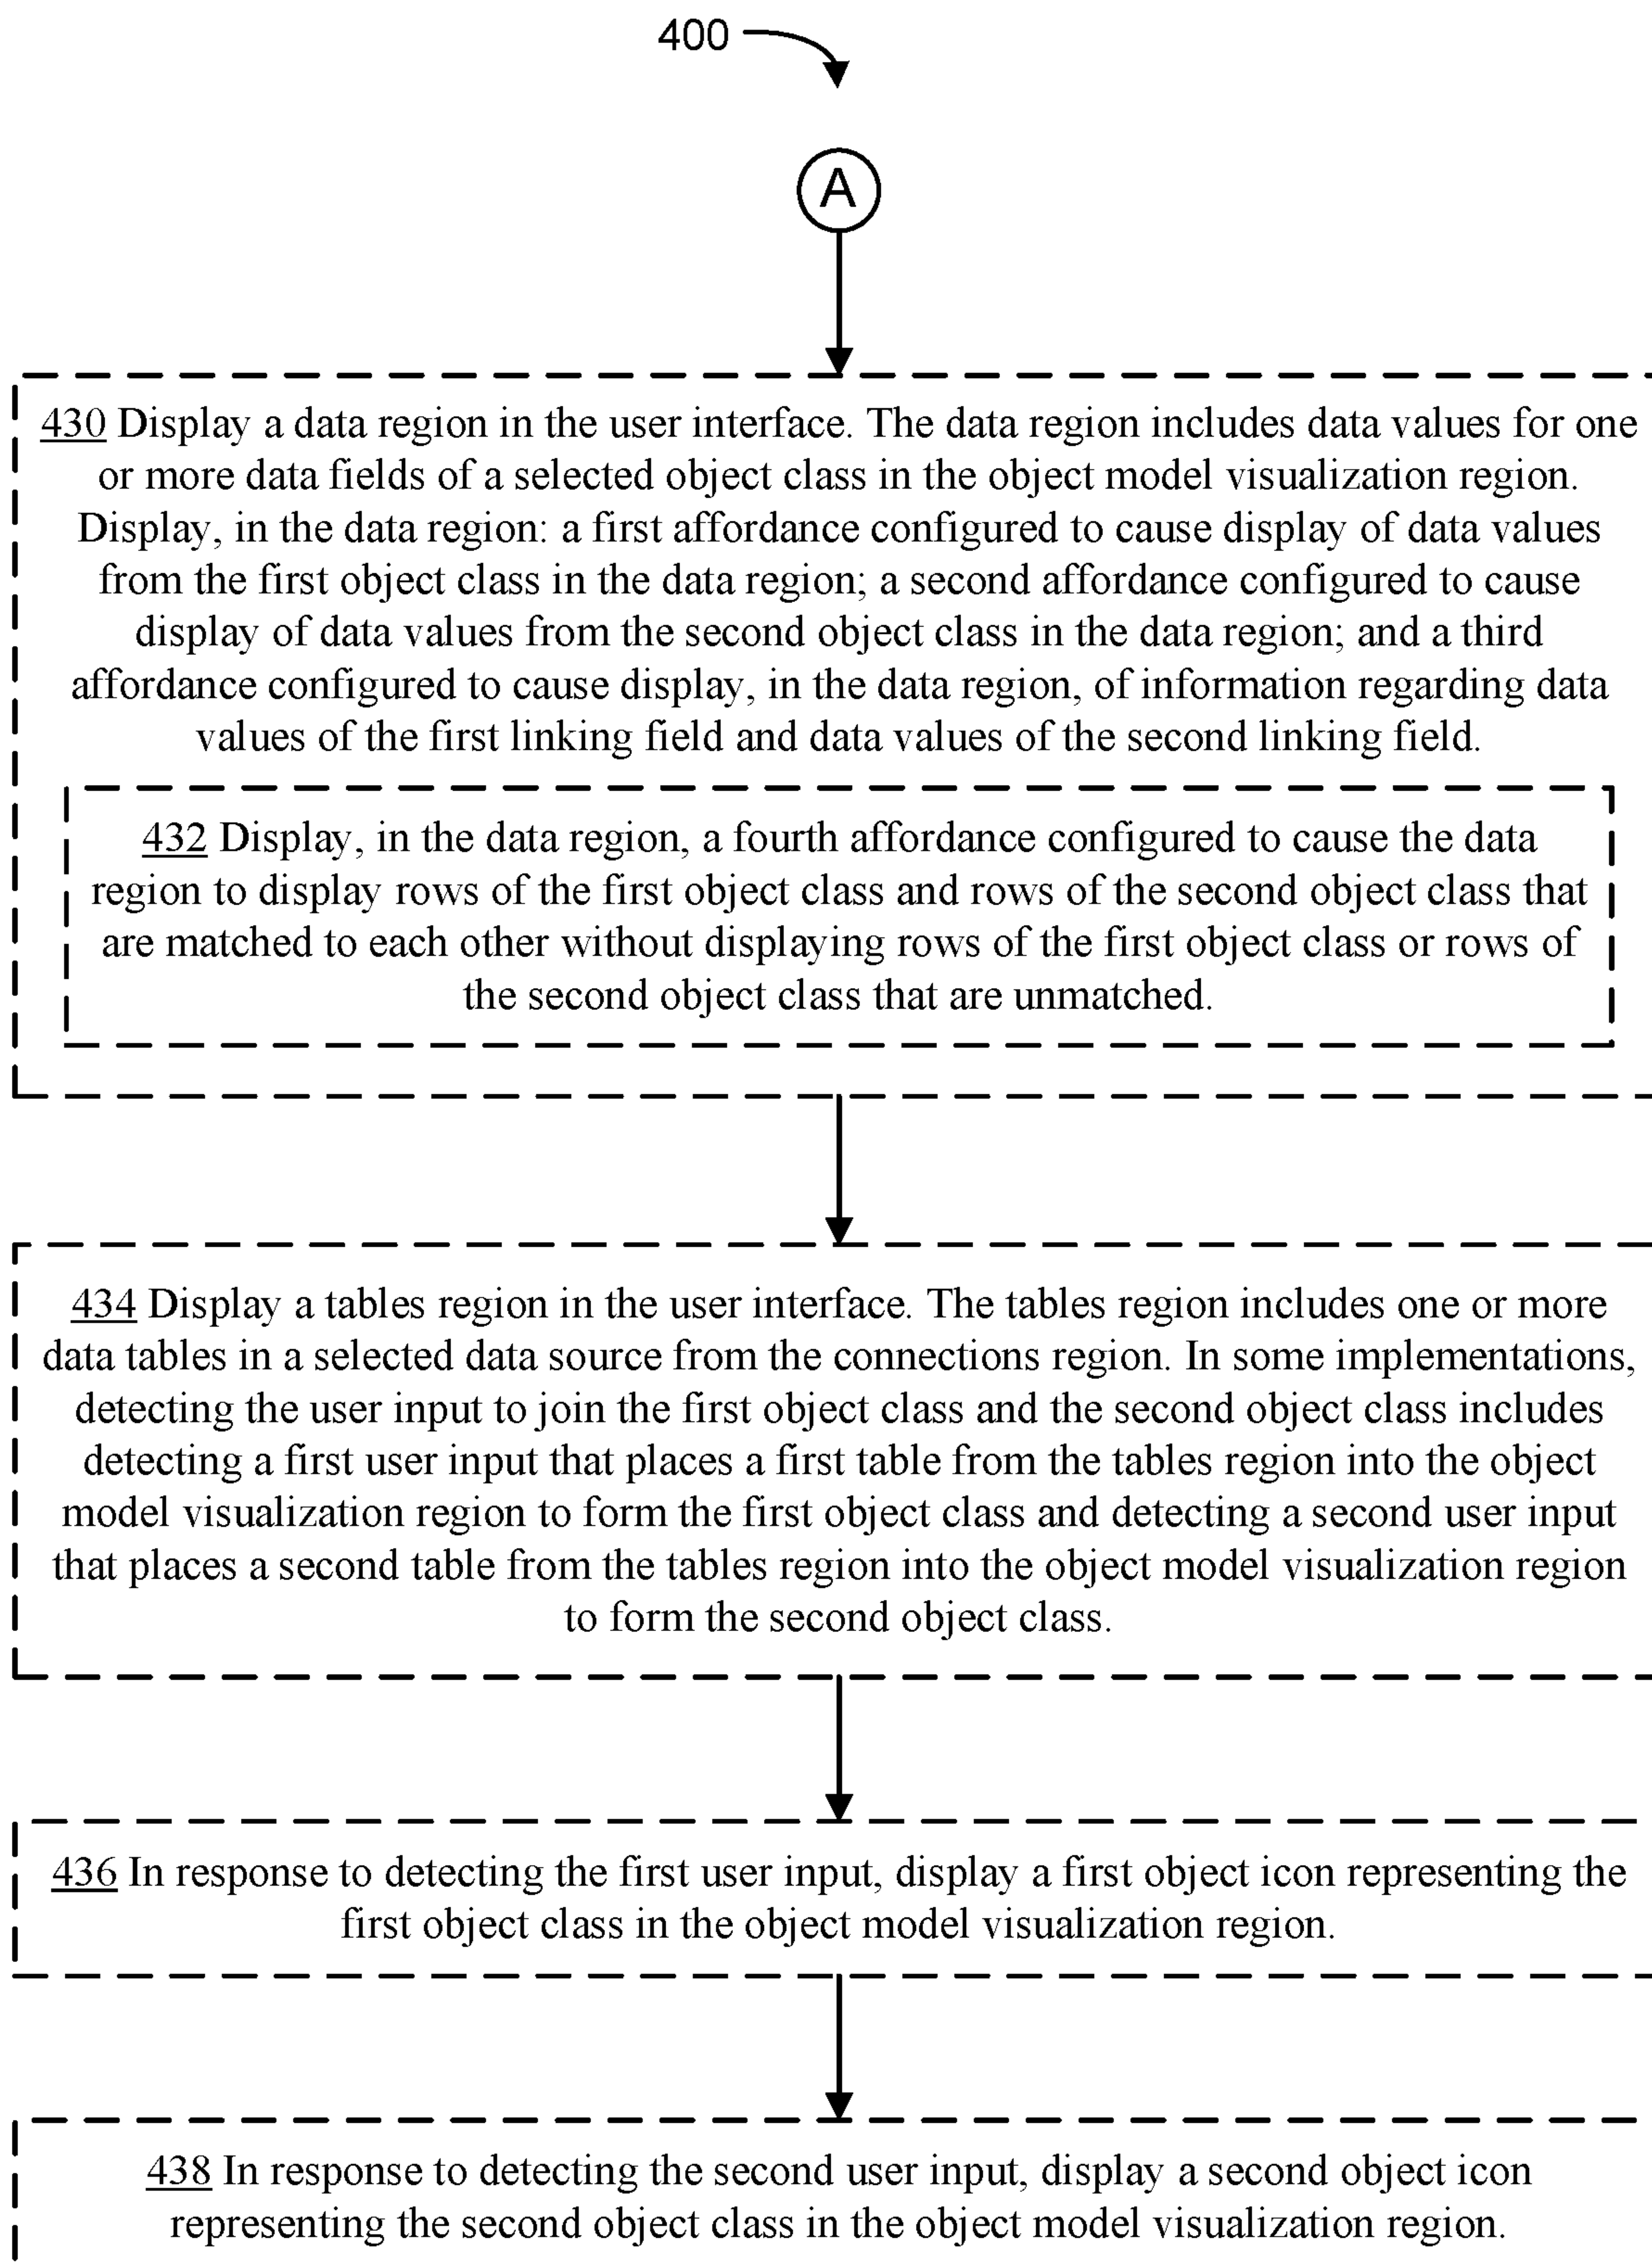 400
A
430 Display a data region in the user interface. The data region includes data values for one
or more data fields of a selected object class in the object model visualization region.
Display, in the data region: a first affordance configured to cause display of data values
from the first object class in the data region; a second affordance configured to cause
display of data values from the second object class in the data region; and a third
affordance configured to cause display, in the data region, of information regarding data
values of the first linking field and data values of the second linking field.
432 Display, in the data region, a fourth affordance configured to cause the data
region to display rows of the first object class and rows of the second object class that
are matched to each other without displaying rows of the first object class or rows of
the second object class that are unmatched.
434 Display a tables region in the user interface. The tables region includes one or more
data tables in a selected data source from the connections region. In some implementations,
detecting the user input to join the first object class and the second object class includes
detecting a first user input that places a first table from the tables region into the object
model visualization region to form the first object class and detecting a second user input
that places a second table from the tables region into the object model visualization region
to form the second object class.
436 In response to detecting the first user input, display a first object icon representing the
first object class in the object model visualization region.
438 In response to detecting the second user input, display a second object icon
representing the second object class in the object model visualization region.